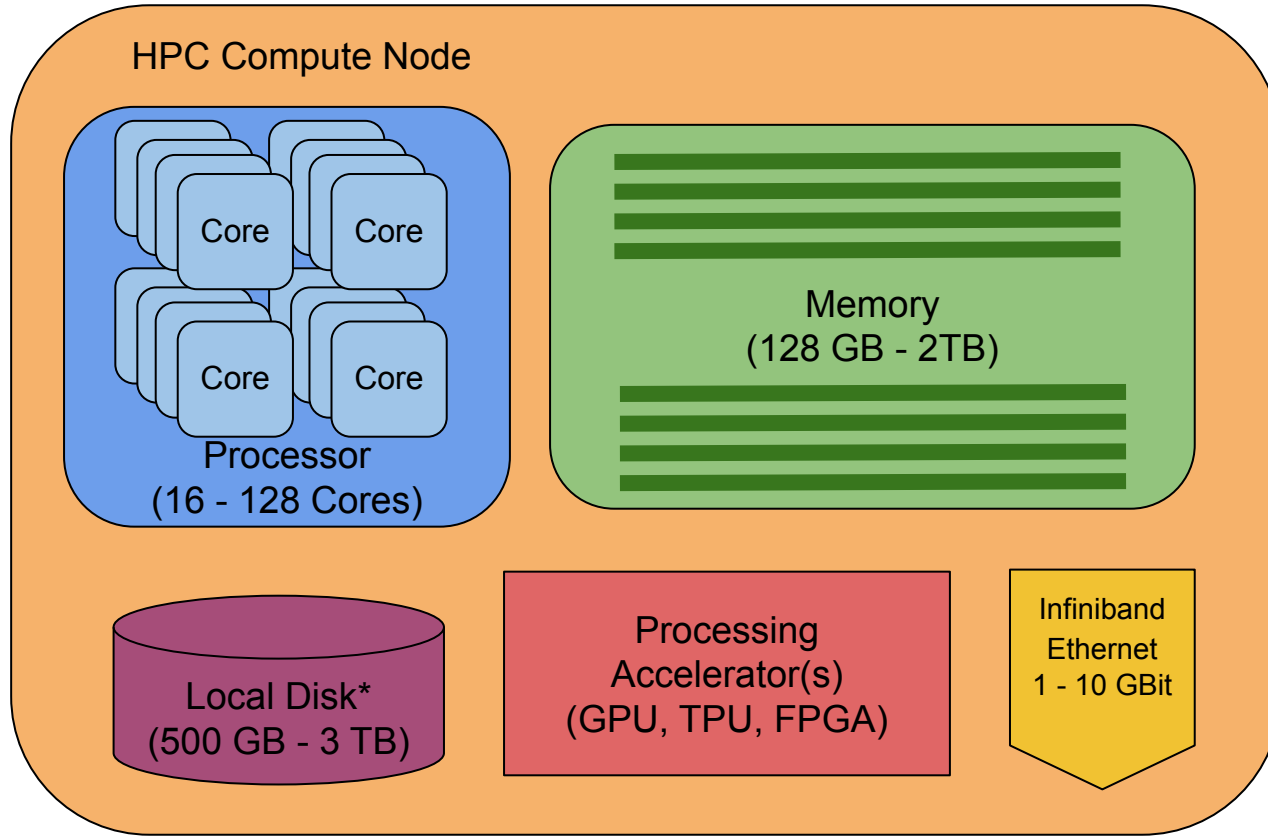 HPC Compute Node
Core
Core
Core
Core
Processor
(16 - 128 Cores)
Memory
(128 GB - 2TB)
Local Disk*
(500 GB - 3 TB)
Processing
Accelerator(s)
(GPU, TPU, FPGA)
Infiniband
Ethernet
1 - 10 GBit